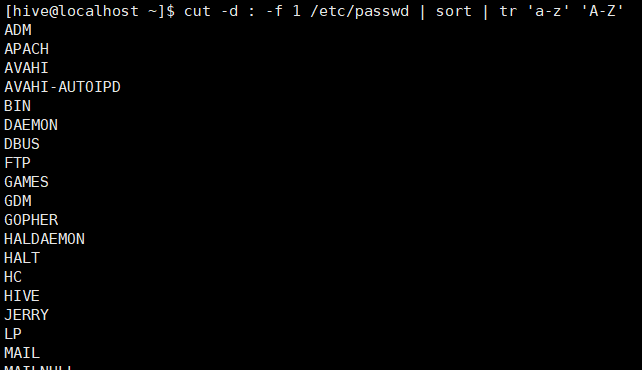 [hive@localhost ~]$ cut -d : -f 1 /etc/passwd | sort | tr 'a-z' 'A-Z'
ADM
APACH
AVAHI
AVAHI-AUTOIPD
BIN
DAEMON
DBUS
FTP
GAMES
GDM
GOPHER
HALDAEMON
HALT
HC
HIVE
JERRY
LP
MAIL
MAILNULL